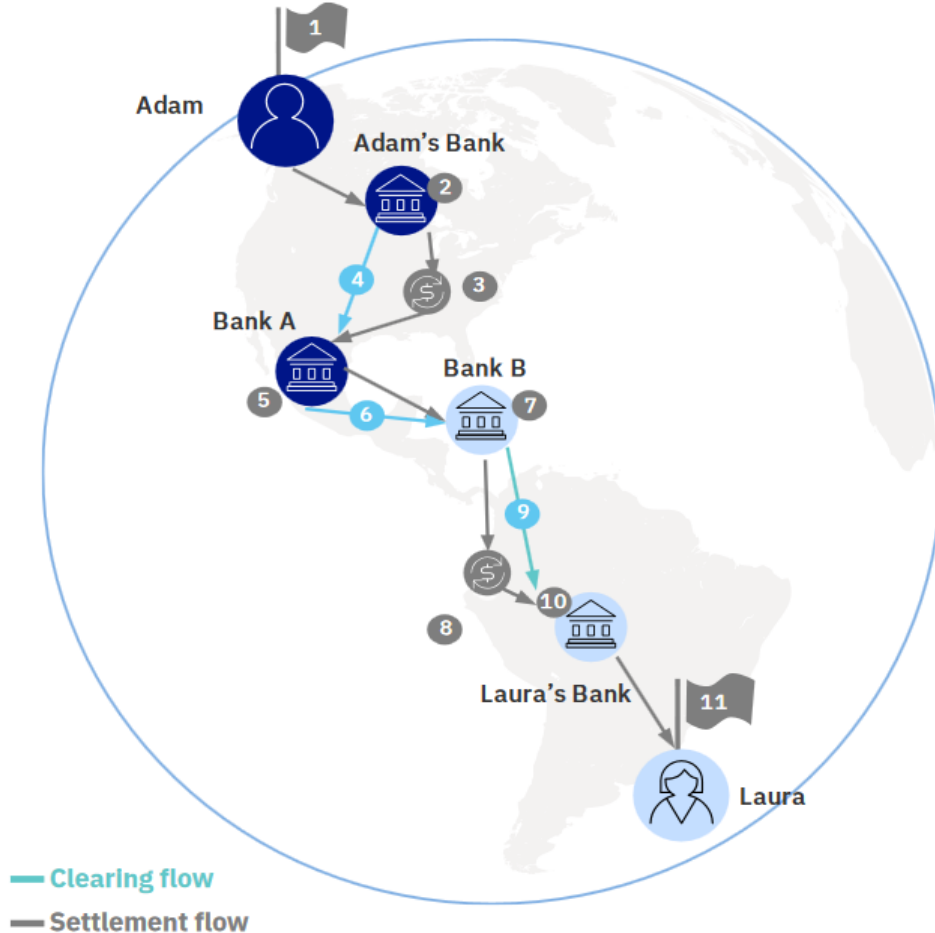 1
Adam
Adam's Bank
2
4
3
Bank A
Bank B
5
6
7
9
10
8
Laura's Bank
11
Laura
Clearing flow
Settlement flow